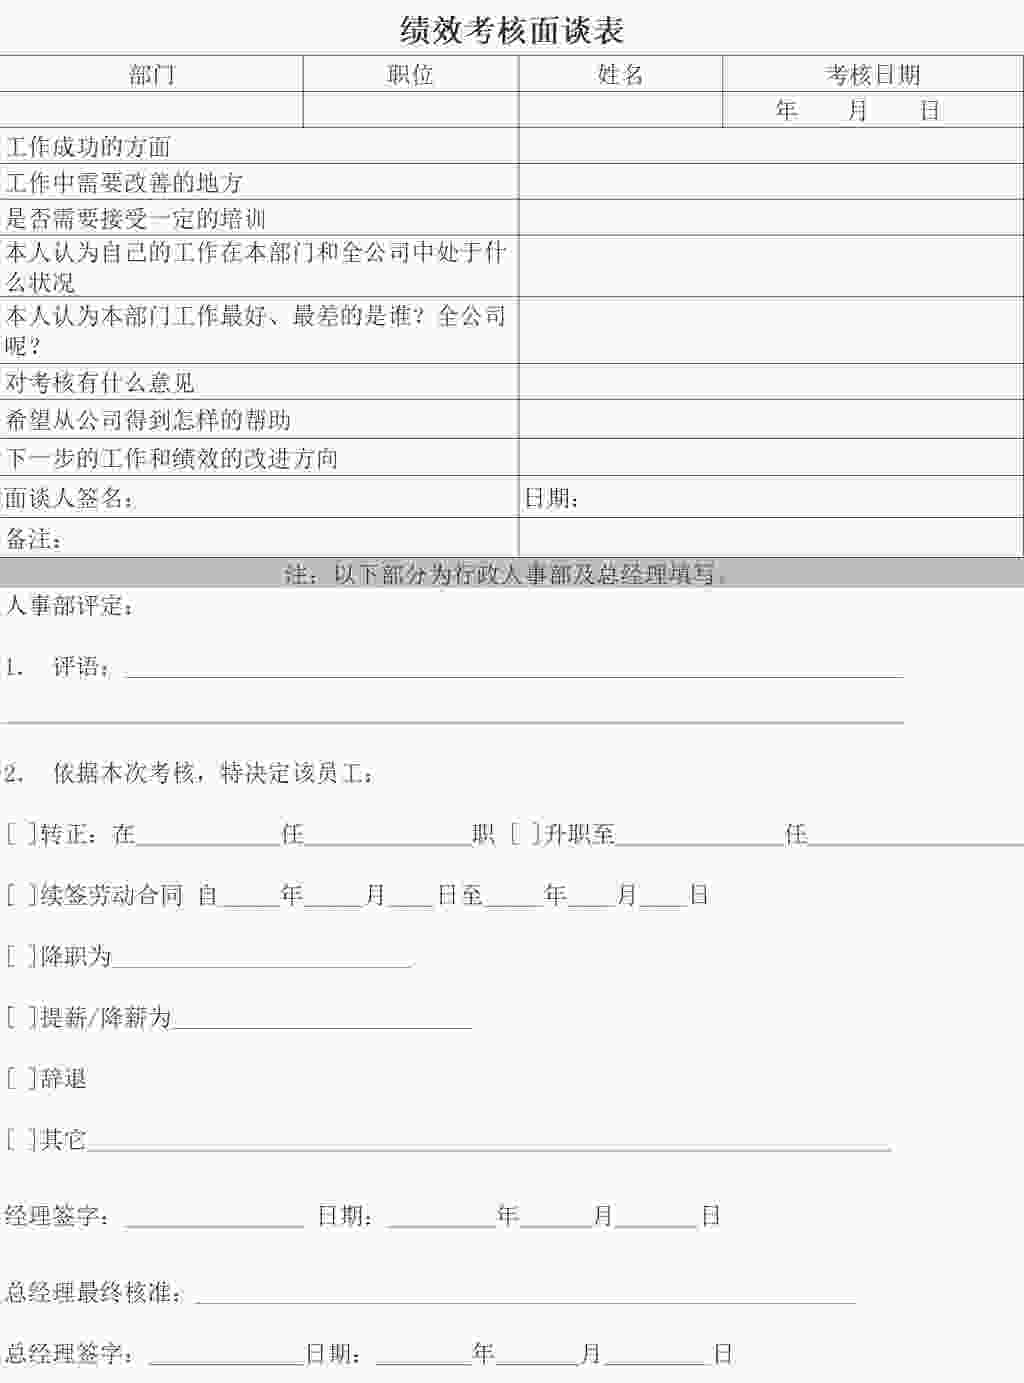 绩效考核面谈表
部门 职位 姓名 考核日期
年 月 日
工作成功的方面
工作中需要改善的地方
是否需要接受一定的培训
本人认为自己的工作在本部门和全公司中处于什
么状况
本人认为本部门工作最好、最差的是谁？全公司
呢？
对考核有什么意见
希望从公司得到怎样的帮助
下一步的工作和绩效的改进方向
面谈人签名： 日期：
备注：
注：以下部分为行政人事部及总经理填写。
人事部评定：
1. 评语：____________
____________
2. 依据本次考核，特决定该员工：
[ ]转正：在______任______职 [ ]升职至______任______
[ ]续签劳动合同 自____年____月____日至____年____月____日
[ ]降职为____________
[ ]提薪/降薪为____________
[ ]辞退
[ ]其它____________
经理签字：________ 日期：______年____月____日
总经理最终核准：____________
总经理签字：________日期：______年____月____日